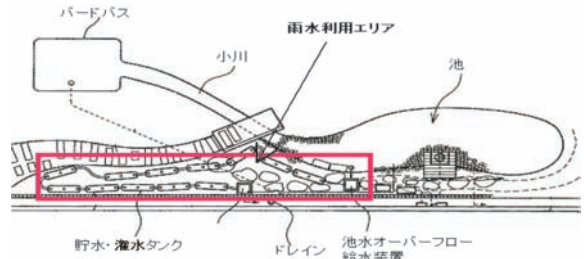 バードバス
小川
雨水利用エリア
池
貯水・灌水タンク
ドレイン
池水オーバーフロー
給水装置